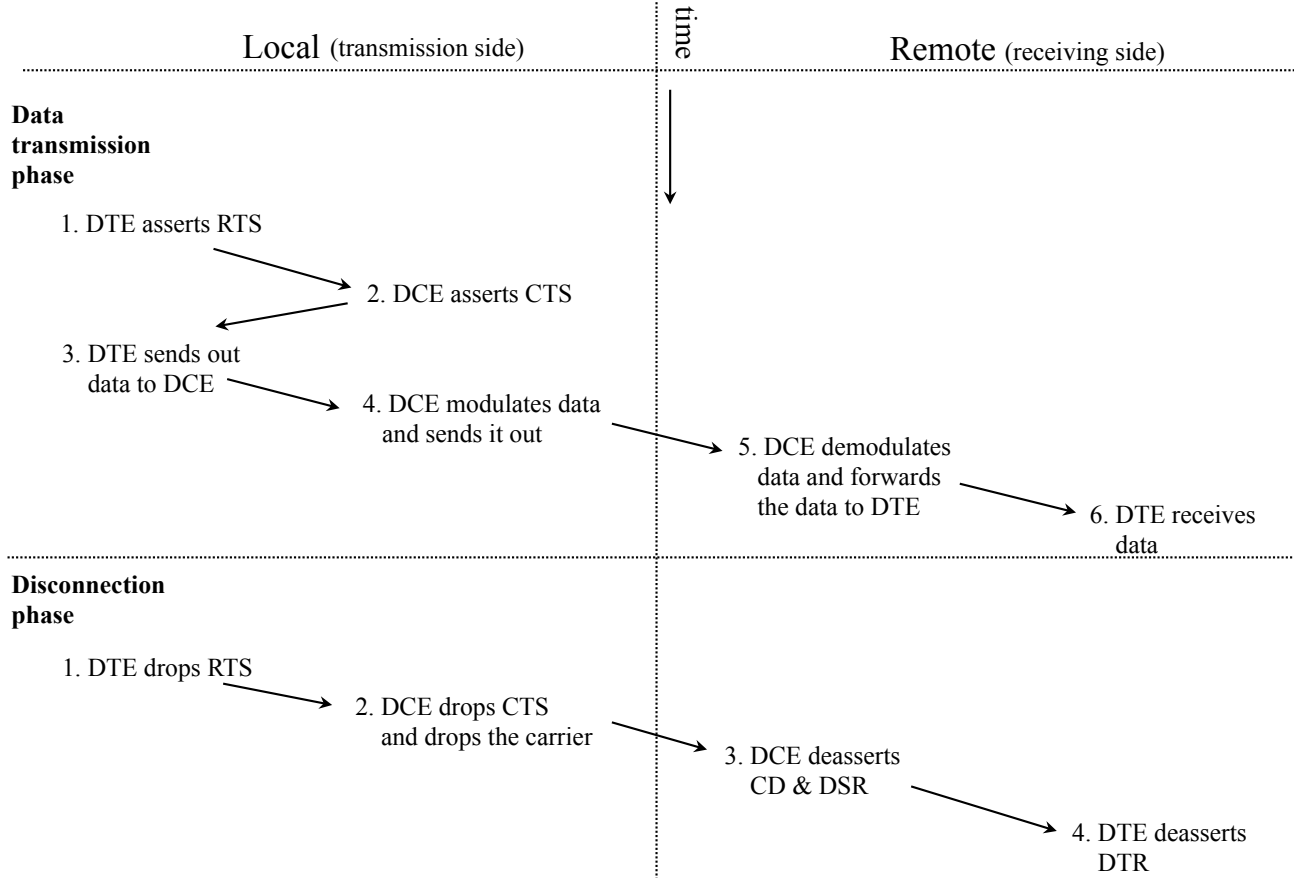 Local (transmission side)
time
Remote (receiving side)
Data
transmission
phase
1. DTE asserts RTS
2. DCE asserts CTS
3. DTE sends out
data to DCE
4. DCE modulates data
and sends it out
5. DCE demodulates
data and forwards
the data to DTE
6. DTE receives
data
Disconnection
phase
1. DTE drops RTS
2. DCE drops CTS
and drops the carrier
3. DCE deasserts
CD & DSR
4. DTE deasserts
DTR